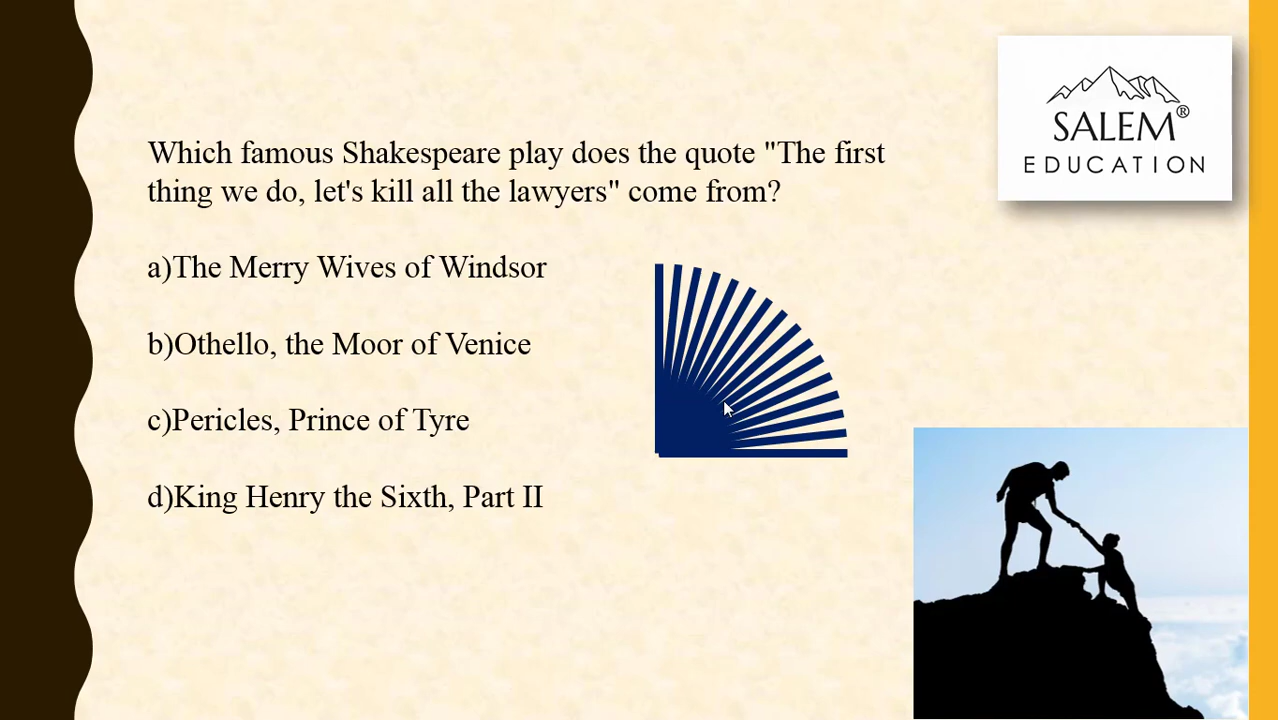 SALEM®
EDUCATION
Which famous Shakespeare play does the quote "The first
thing we do, let's kill all the lawyers" come from?
a)The Merry Wives of Windsor
b)Othello, the Moor of Venice
c)Pericles, Prince of Tyre
d)King Henry the Sixth, Part II